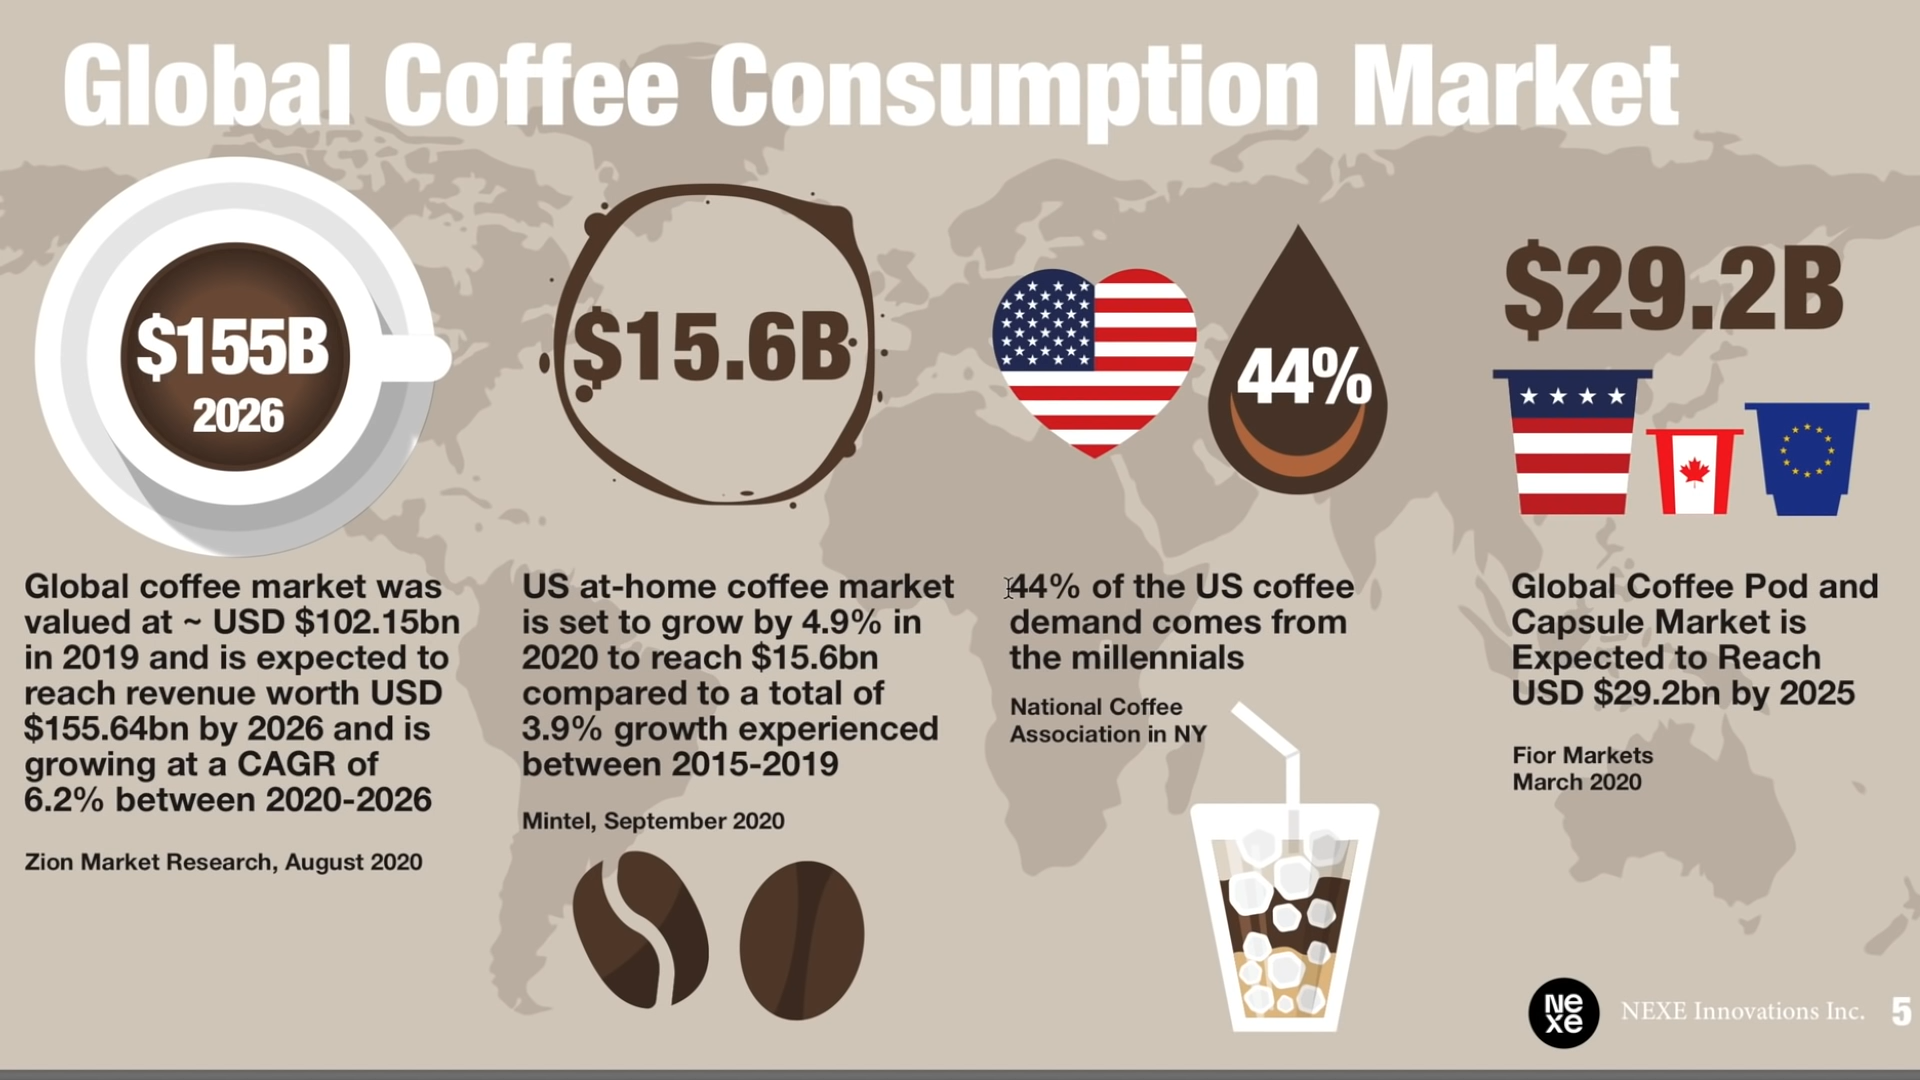 Global Coffee Consumption Market
$155B
2026
Global coffee market was
valued at ~ USD $102.15bn
in 2019 and is expected to
reach revenue worth USD
$155.64bn by 2026 and is
growing at a CAGR of
6.2% between 2020-2026
Zion Market Research, August 2020
$15.6B
US at-home coffee market
is set to grow by 4.9% in
2020 to reach $15.6bn
compared to a total of
3.9% growth experienced
between 2015-2019
Mintel, September 2020
44%
44% of the US coffee
demand comes from
the millennials
National Coffee
Association in NY
$29.2B
Global Coffee Pod and
Capsule Market is
Expected to Reach
USD $29.2bn by 2025
Fior Markets
March 2020
Ne
xe
NEXE Innovations Inc. 5